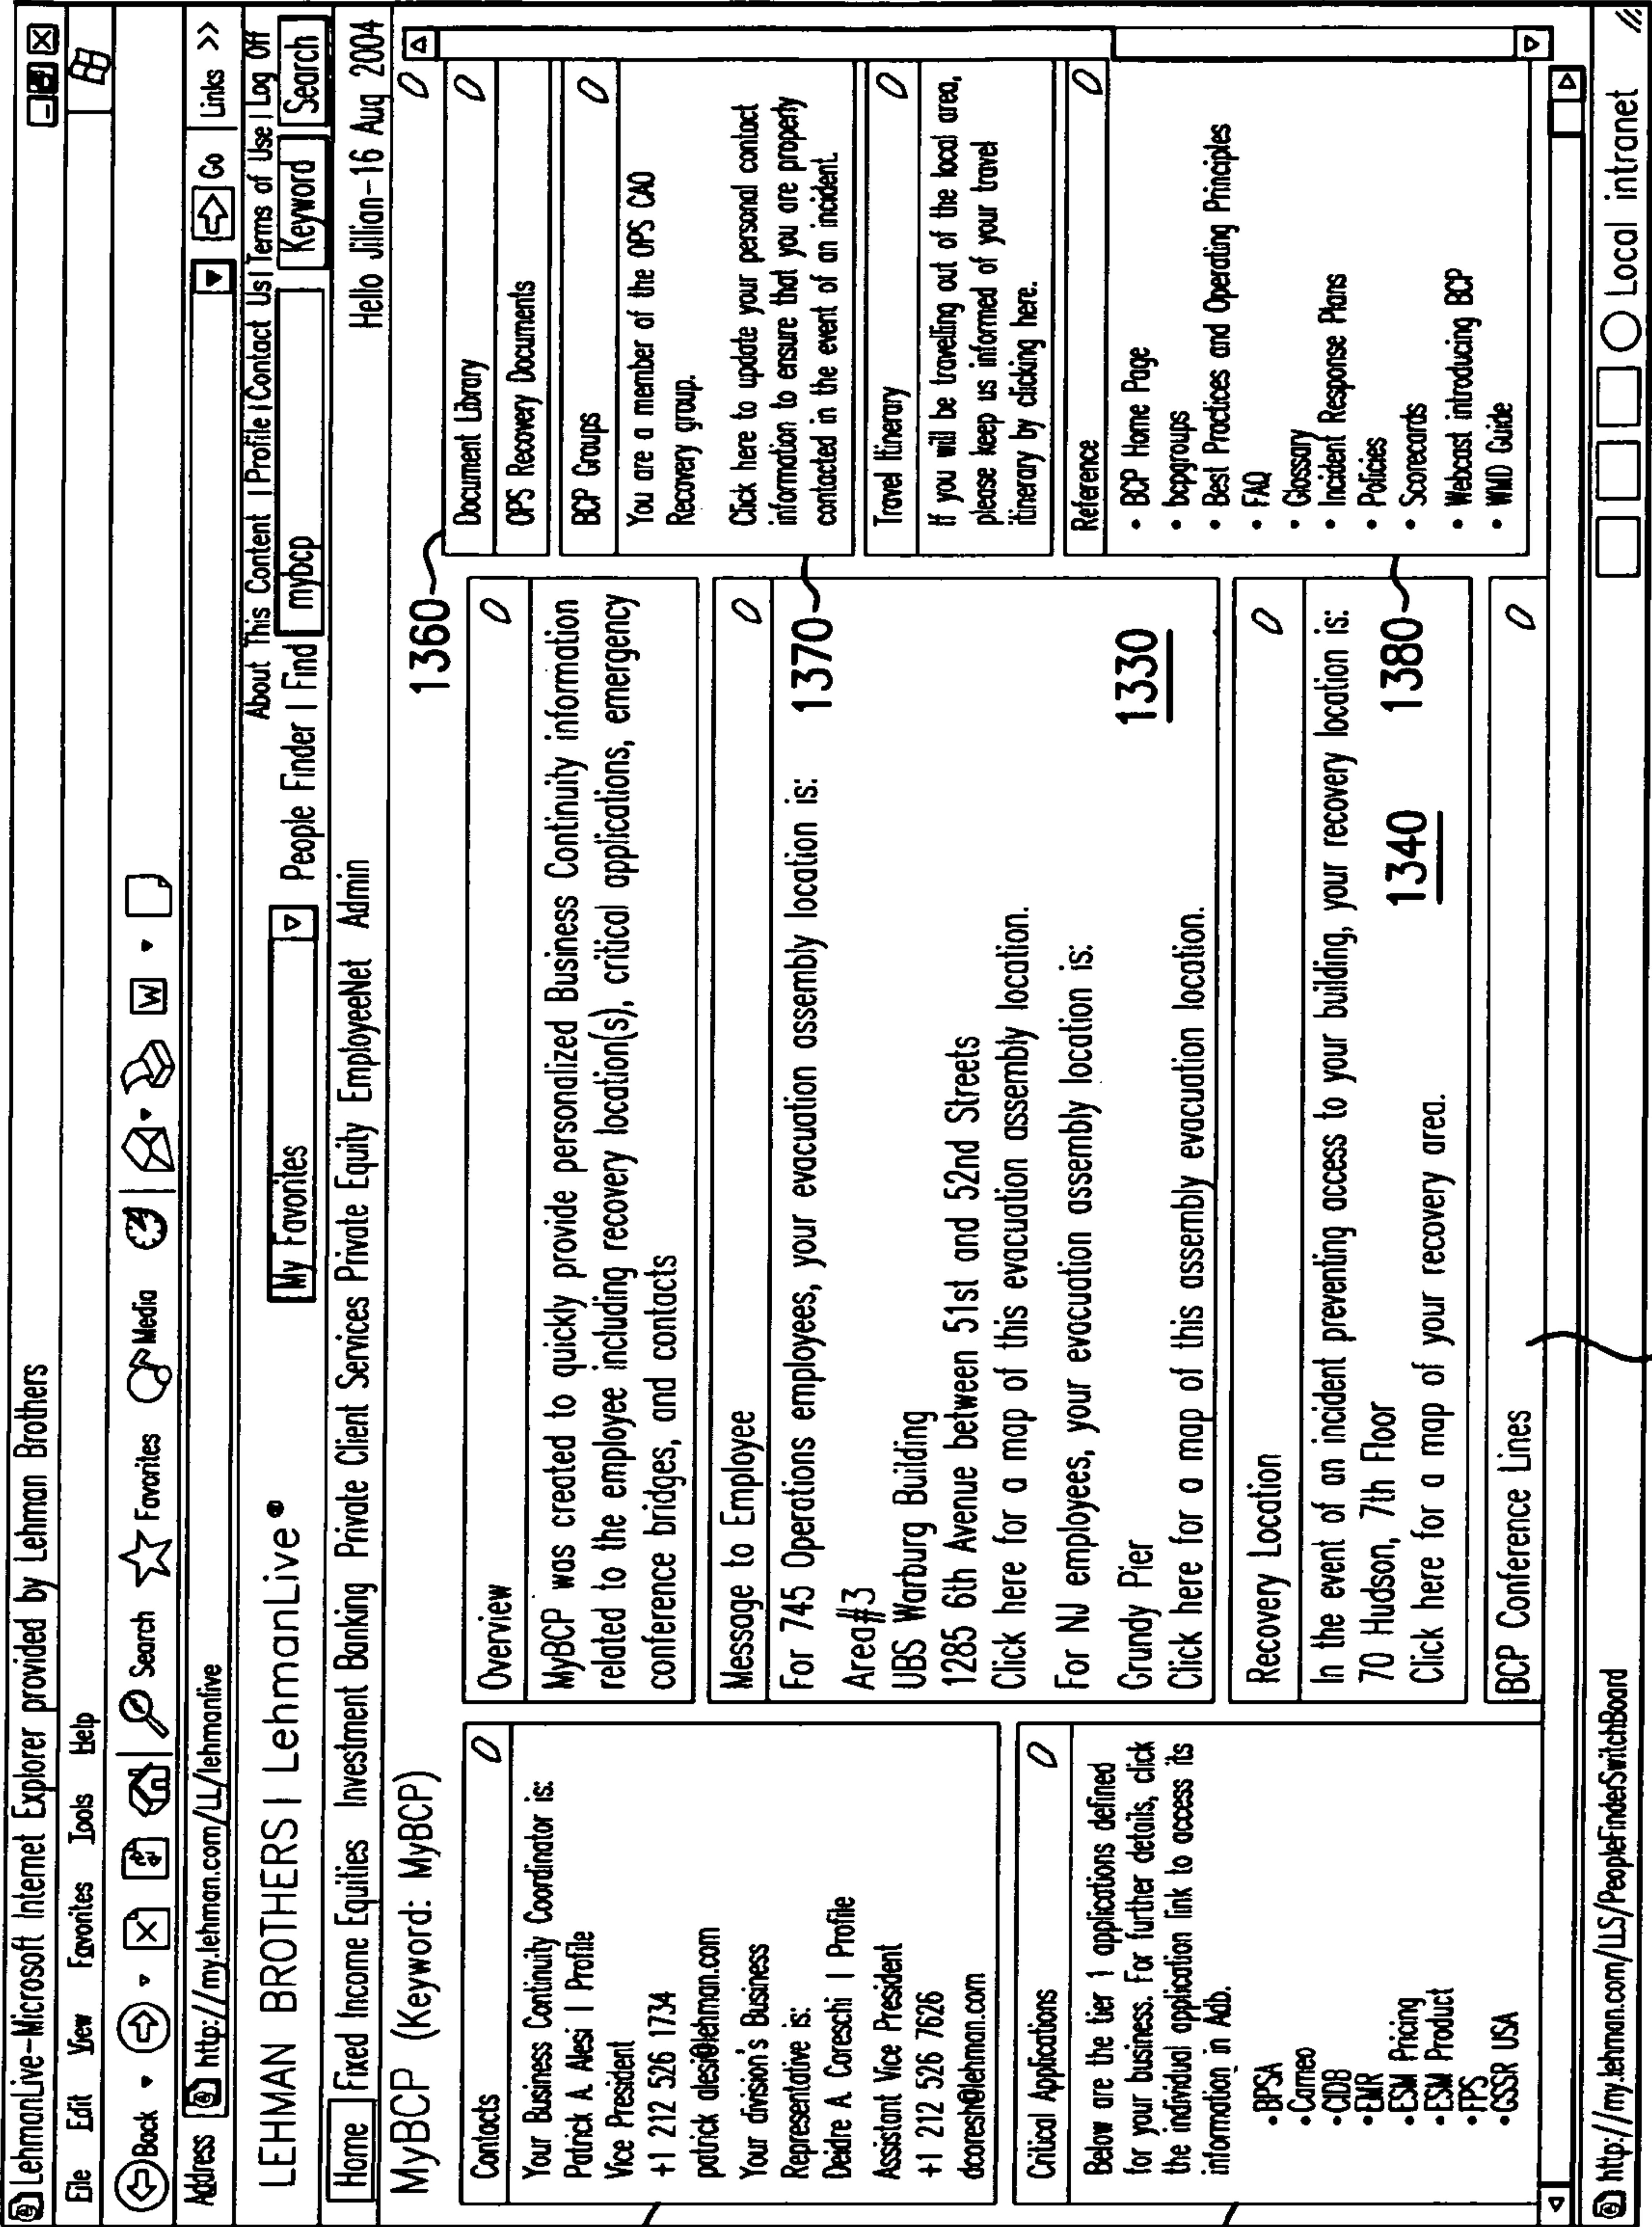 LehmanLive-Microsoft Internet Explorer provided by Lehman Brothers
File Edit View Favorites Tools Help
Back Search Favorites Media W
Address http://my.lehman.com/LL/lehmanlive Go Links >>
About This Content | Profile | Contact Us | Terms of Use | Log Off
LEHMAN BROTHERS | LehmanLive
My Favorites People Finder | Find mybcp Keyword Search
Home Fixed Income Equities Investment Banking Private Client Services Private Equity EmployeeNet Admin Hello Jillian-16 Aug 2004
MyBCP (Keyword: MyBCP)
Contacts
Your Business Continuity Coordinator is:
Patrick A. Alesi | Profile
Vice President
+1 212 526 1734
patrick alesi@lehman.com
Your division's Business
Representative is:
Deidre A Coreschi | Profile
Assistant Vice President
+1 212 526 7626
dcoresh@lehman.com
Critical Applications
Below are the tier 1 applications defined
for your business. For further details, click
the individual application link to access its
information in Adb.
• BPSA
• Cameo
• CIDB
• EMR
• ESM Pricing
• ESM Product
• FPS
• GSSR USA
Overview
MyBCP was created to quickly provide personalized Business Continuity information
related to the employee including recovery location(s), critical applications, emergency
conference bridges, and contacts
Message to Employee
For 745 Operations employees, your evacuation assembly location is:
Area#3
UBS Warburg Building
1285 6th Avenue between 51st and 52nd Streets
Click here for a map of this evacuation assembly location.
For NJ employees, your evacuation assembly location is:
Grundy Pier
Click here for a map of this assembly evacuation location.
1330
Recovery Location
In the event of an incident preventing access to your building, your recovery location is:
70 Hudson, 7th Floor
Click here for a map of your recovery area.
1340
BCP Conference Lines
1360
Document Library
OPS Recovery Documents
BCP Groups
You are a member of the OPS CAO
Recovery group.
Click here to update your personal contact
information to ensure that you are property
contacted in the event of an incident.
1370
Travel Itinerary
If you will be travelling out of the local area,
please keep us informed of your travel
itinerary by clicking here.
Reference
• BCP Home Page
• bcpgroups
• Best Practices and Operating Principles
• FAQ
• Glossary
• Incident Response Plans
• Policies
• Scorecards
• Webcast introducing BCP
• WMD Guide
1380
http://my.lehman.com/LLS/PeopleFinderSwitchBoard Local intranet